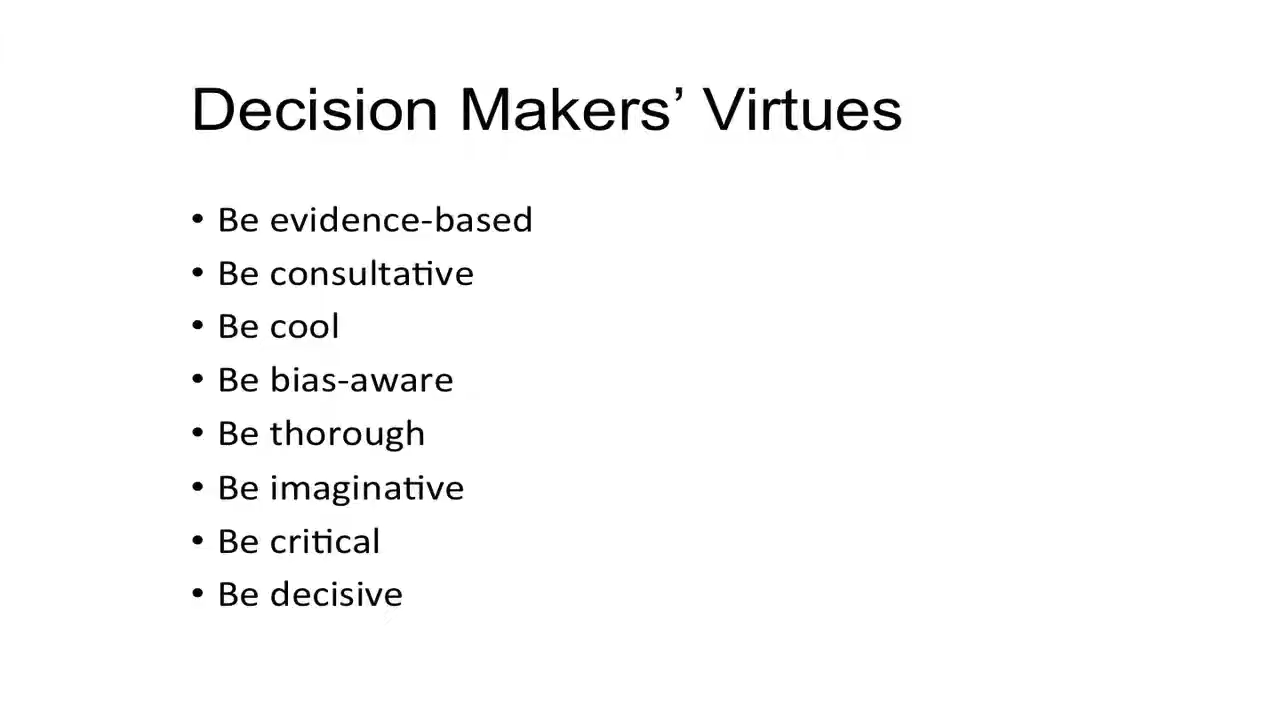 Decision Makers’ Virtues
• Be evidence-based
• Be consultative
• Be cool
• Be bias-aware
• Be thorough
• Be imaginative
• Be critical
• Be decisive